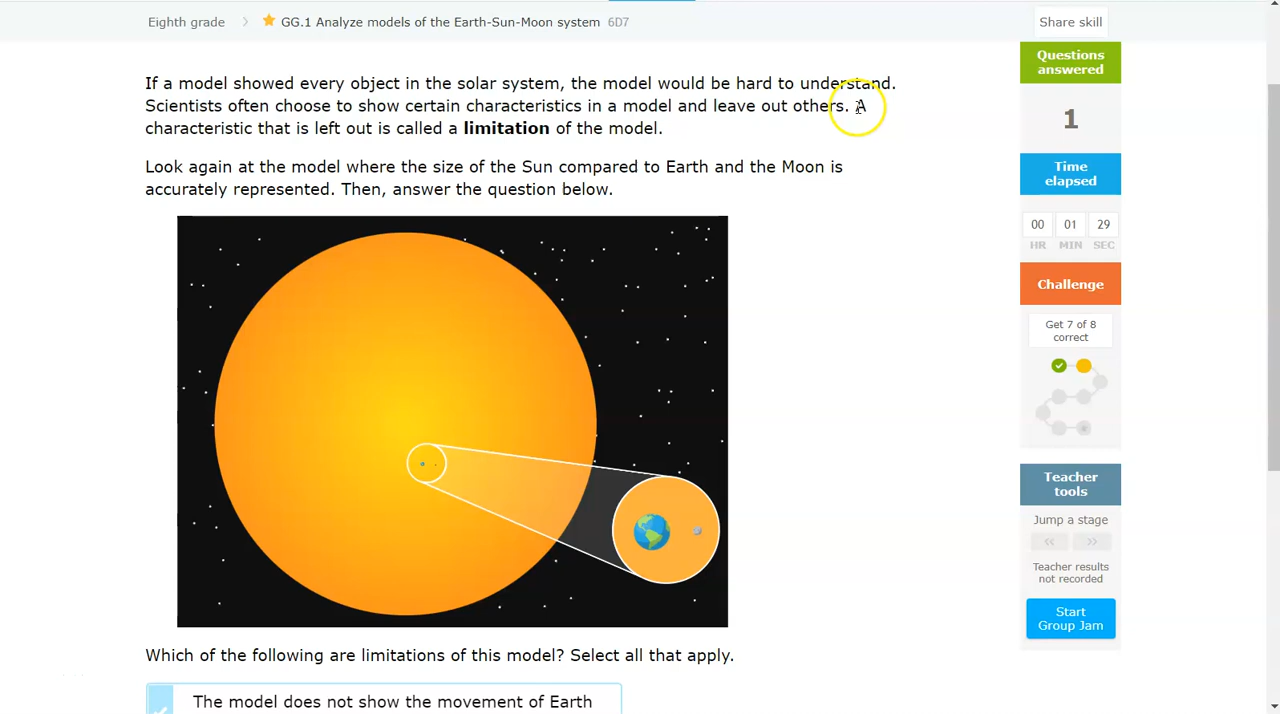 Eighth grade > GG.1 Analyze models of the Earth-Sun-Moon system 6D7
Share skill
If a model showed every object in the solar system, the model would be hard to understand.
Scientists often choose to show certain characteristics in a model and leave out others. A
characteristic that is left out is called a limitation of the model.
Look again at the model where the size of the Sun compared to Earth and the Moon is
accurately represented. Then, answer the question below.
Which of the following are limitations of this model? Select all that apply.
The model does not show the movement of Earth
Questions
answered
1
Time
elapsed
00 01 29
HR MIN SEC
Challenge
Get 7 of 8
correct
Teacher
tools
Jump a stage
<< >>
Teacher results
not recorded
Start
Group Jam